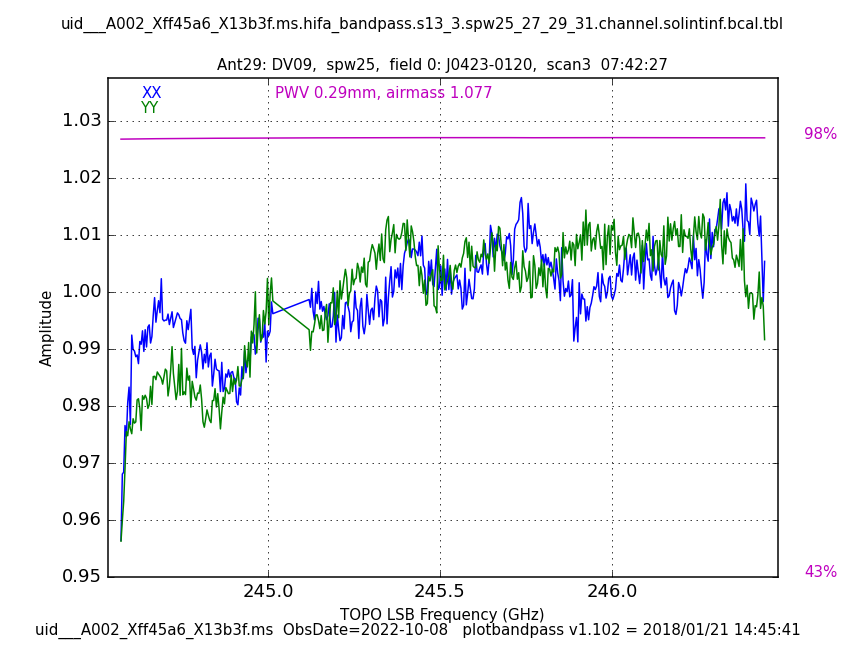 uid___A002_Xff45a6_X13b3f.ms.hifa_bandpass.s13_3.spw25_27_29_31.channel.solintinf.bcal.tbl
Ant29: DV09,  spw25,  field 0: J0423-0120,  scan3  07:42:27
XX
PWV 0.29mm, airmass 1.077
YY
1.03
98%
1.02
1.01
1.00
0.99
0.98
0.97
0.96
0.95
43%
Amplitude
245.0
245.5
246.0
TOPO LSB Frequency (GHz)
uid___A002_Xff45a6_X13b3f.ms  ObsDate=2022-10-08   plotbandpass v1.102 = 2018/01/21 14:45:41